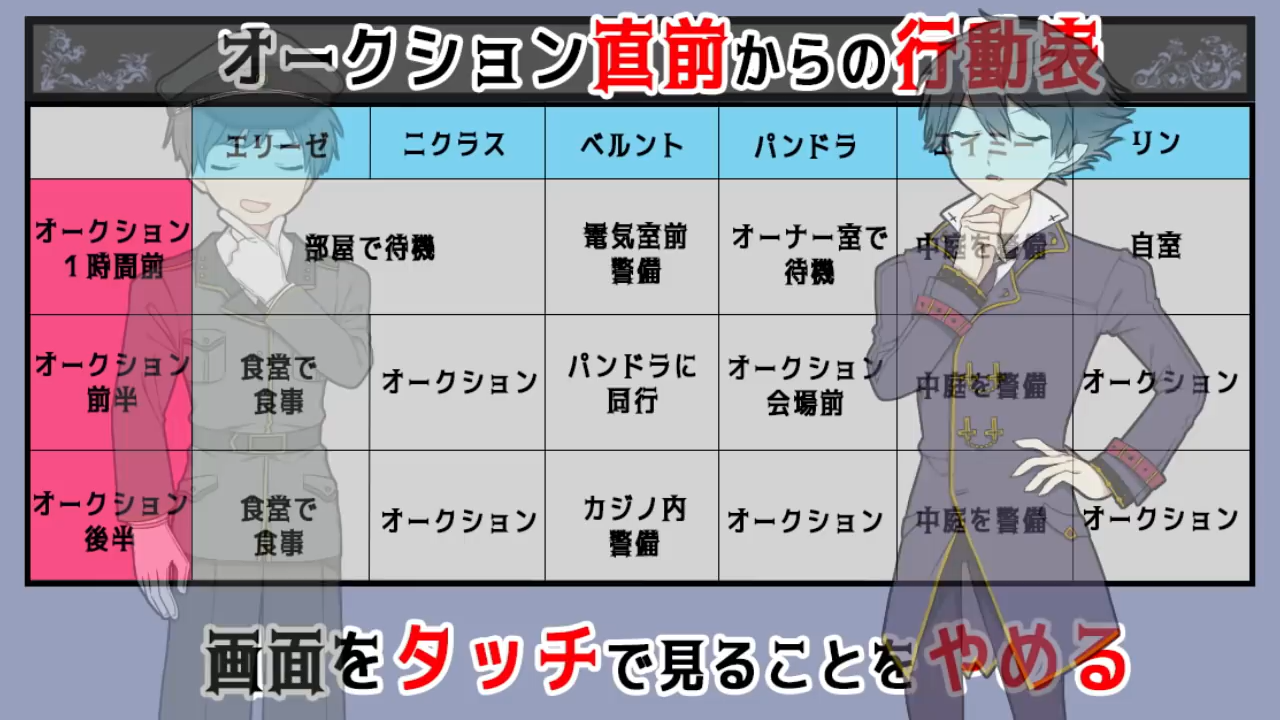 オークション直前からの行動表
エリーゼ ニクラス ベルント パンドラ エイミー リン
オークション
１時間前
部屋で待機
電気室前
警備
オーナー室で
待機
中庭を警備
自室
オークション
前半
食堂で
食事
オークション
パンドラに
同行
オークション
会場前
中庭を警備
オークション
オークション
後半
食堂で
食事
オークション
カジノ内
警備
オークション
中庭を警備
オークション
画面をタッチで見ることをやめる